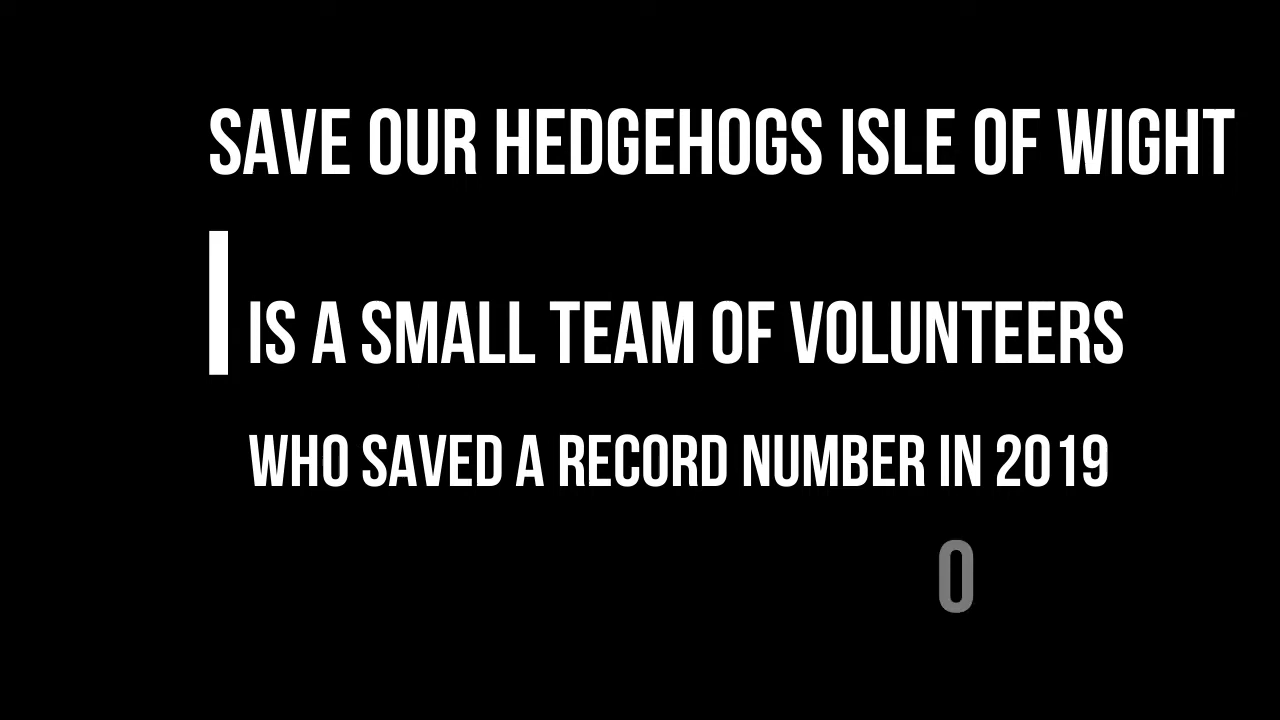 SAVE OUR HEDGEHOGS ISLE OF WIGHT
IS A SMALL TEAM OF VOLUNTEERS
WHO SAVED A RECORD NUMBER IN 2019
0